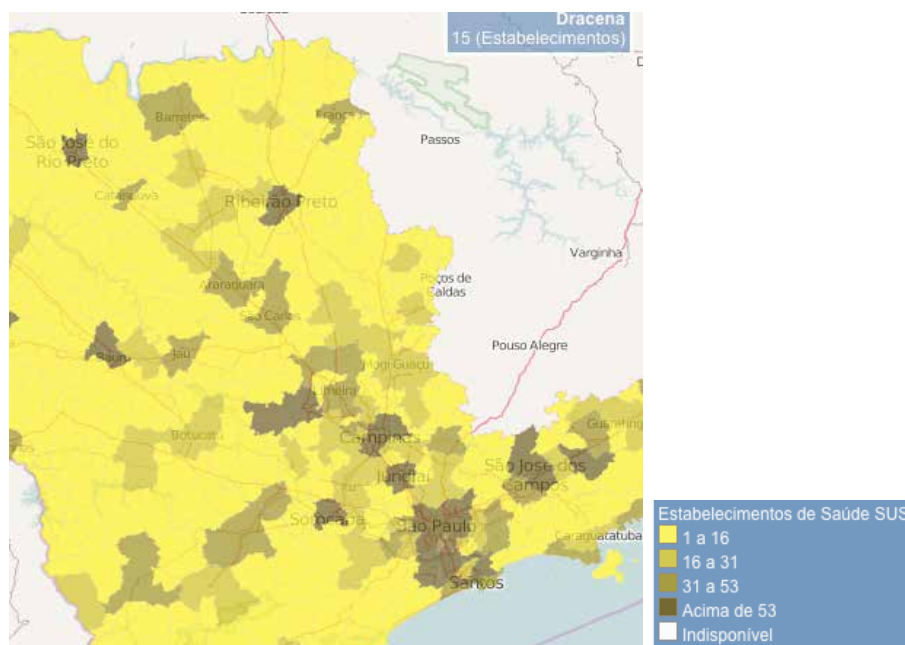 Dracena
15 (Estabelecimentos)
Barretos
Franca
Passos
São José do
Rio Preto
Catanduva
Ribeirão Preto
Varginha
Araraquara
Poços de
Caldas
São Carlos
Pouso Alegre
Bauru
Jaú
Mogi Guaçu
Limeira
Botucatu
Campinas
Guarating
São José dos
Campos
Jundiaí
Sorocaba
São Paulo
Caraguatatuba
Santos
Estabelecimentos de Saúde SUS
1 a 16
16 a 31
31 a 53
Acima de 53
Indisponível